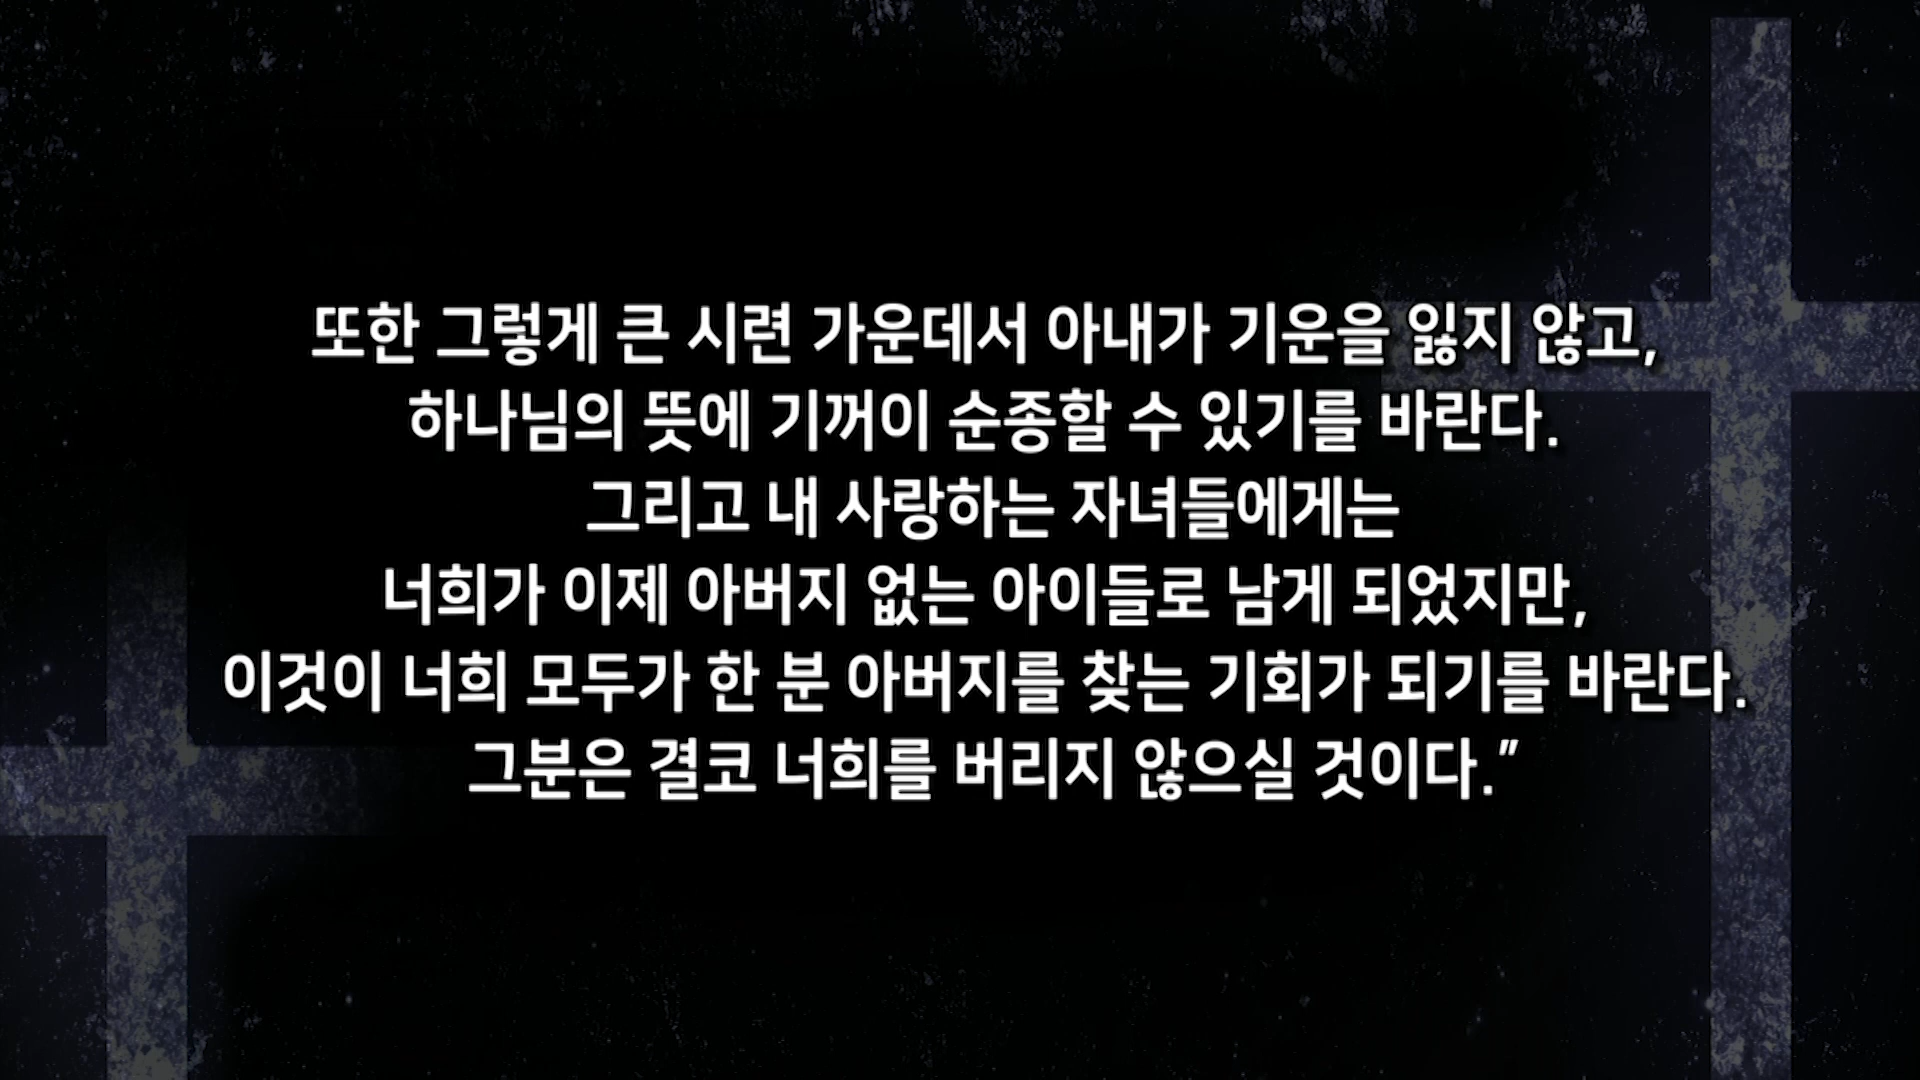 또한 그렇게 큰 시련 가운데서 아내가 기운을 잃지 않고,
하나님의 뜻에 기꺼이 순종할 수 있기를 바란다.
그리고 내 사랑하는 자녀들에게는
너희가 이제 아버지 없는 아이들로 남게 되었지만,
이것이 너희 모두가 한 분 아버지를 찾는 기회가 되기를 바란다.
그분은 결코 너희를 버리지 않으실 것이다.”